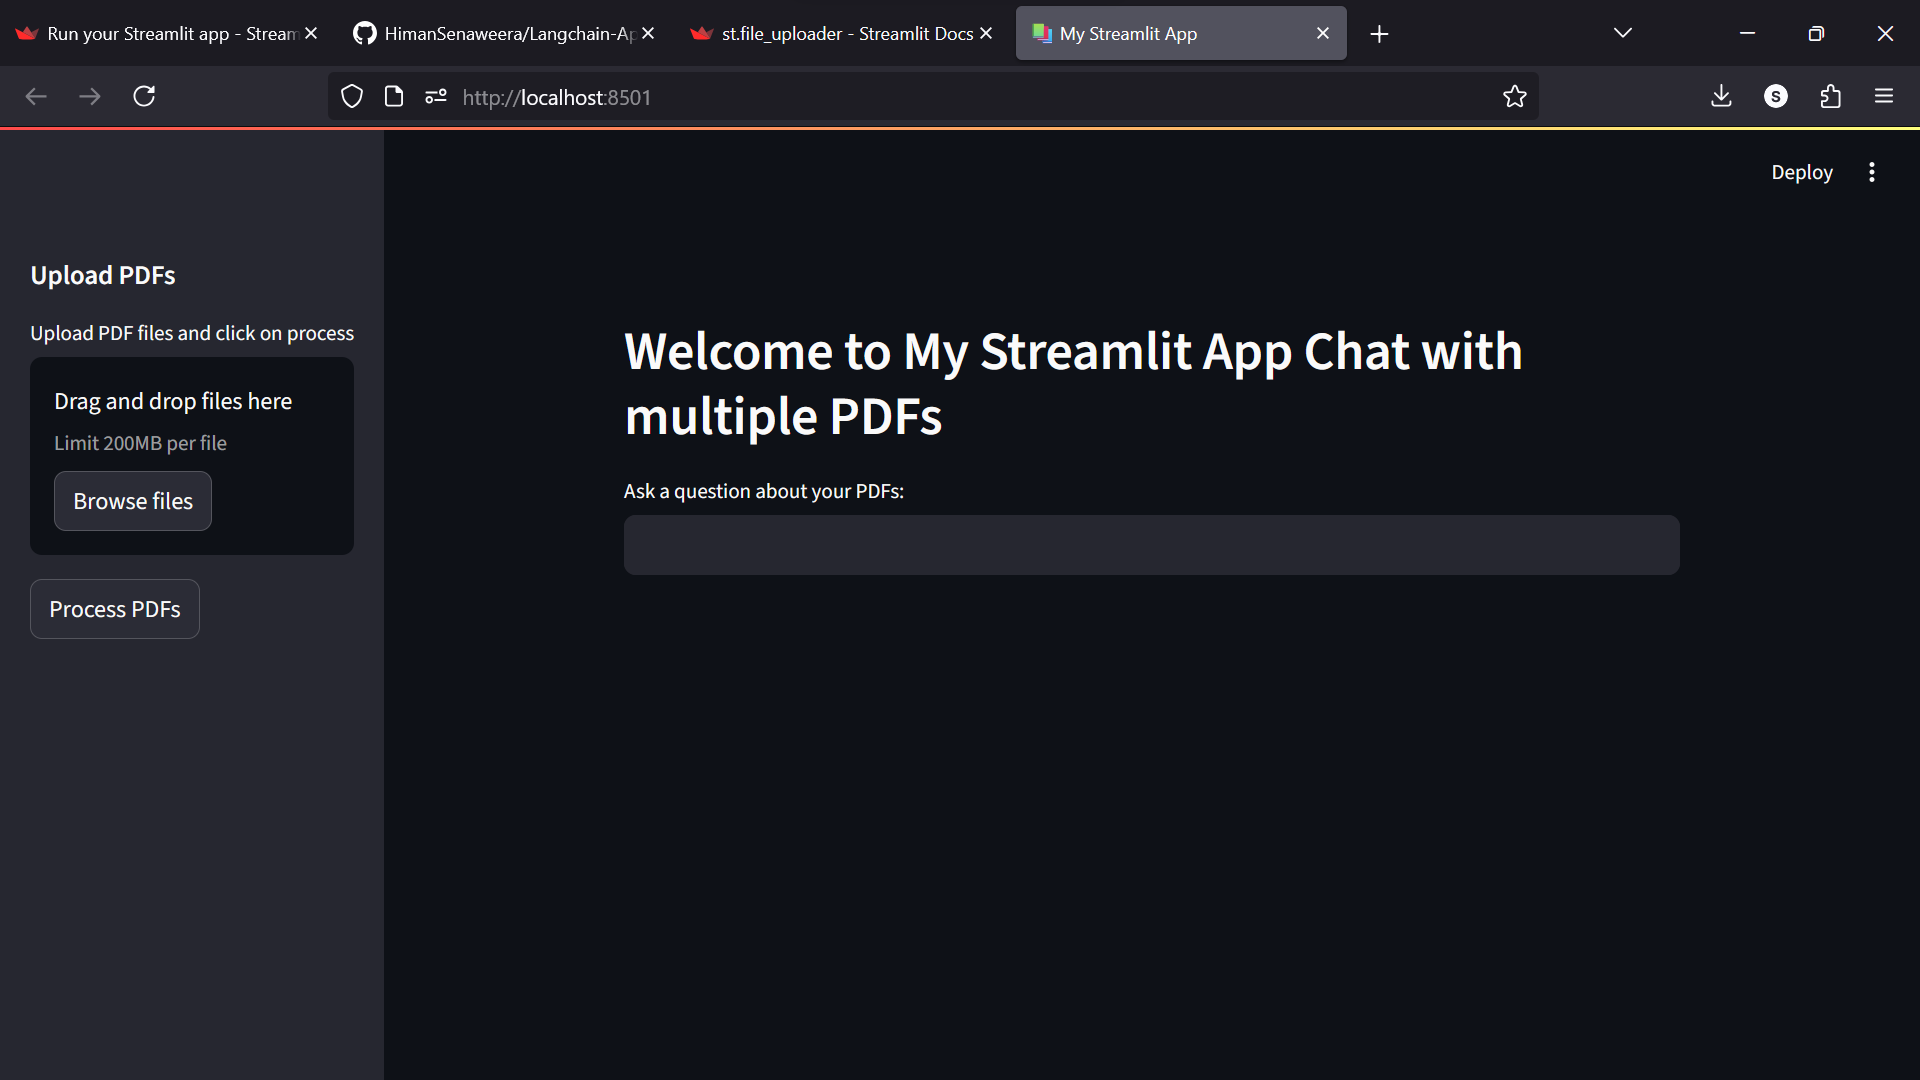 Run your Streamlit app - Stream
HimanSenaweera/Langchain-Ap
st.file_uploader - Streamlit Docs
My Streamlit App
http://localhost:8501
S
Deploy
Upload PDFs
Upload PDF files and click on process
Drag and drop files here
Limit 200MB per file
Browse files
Process PDFs
Welcome to My Streamlit App Chat with
multiple PDFs
Ask a question about your PDFs: